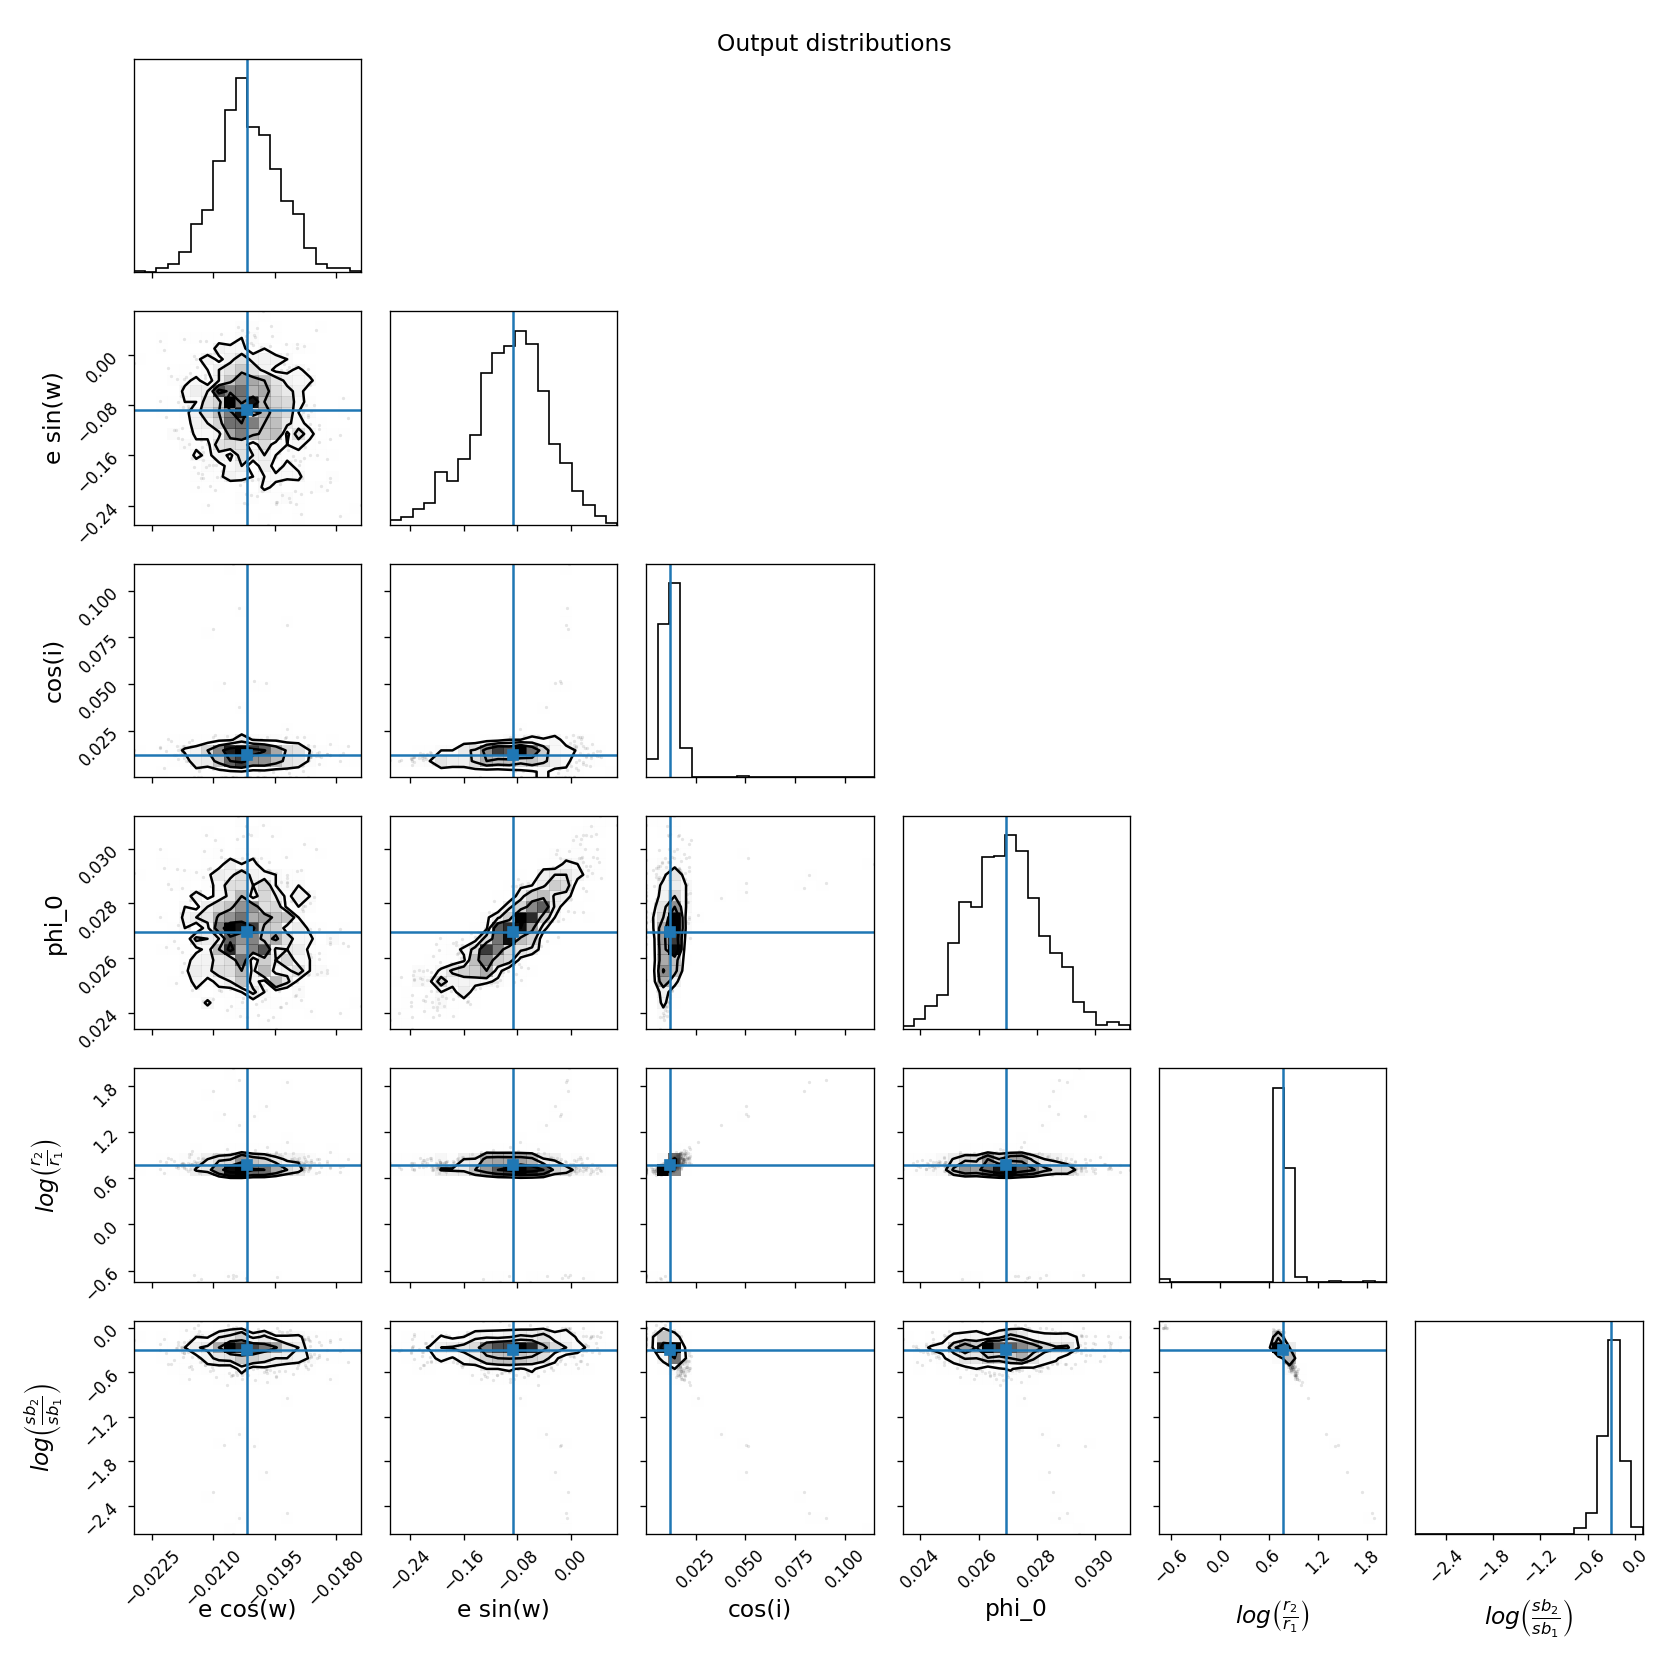 Output distributions
e sin(w)
0.00
−0.08
−0.16
−0.24
cos(i)
0.100
0.075
0.050
0.025
phi_0
0.030
0.028
0.026
0.024
log(r₂/r₁)
1.8
1.2
0.6
0.0
−0.6
log(sb₂/sb₁)
0.0
−0.6
−1.2
−1.8
−2.4
−0.0225 −0.0210 −0.0195 −0.0180
e cos(w)
−0.24 −0.16 −0.08 0.00
e sin(w)
0.025 0.050 0.075 0.100
cos(i)
0.024 0.026 0.028 0.030
phi_0
−0.6 0.0 0.6 1.2 1.8
log(r₂/r₁)
−2.4 −1.8 −1.2 −0.6 0.0
log(sb₂/sb₁)